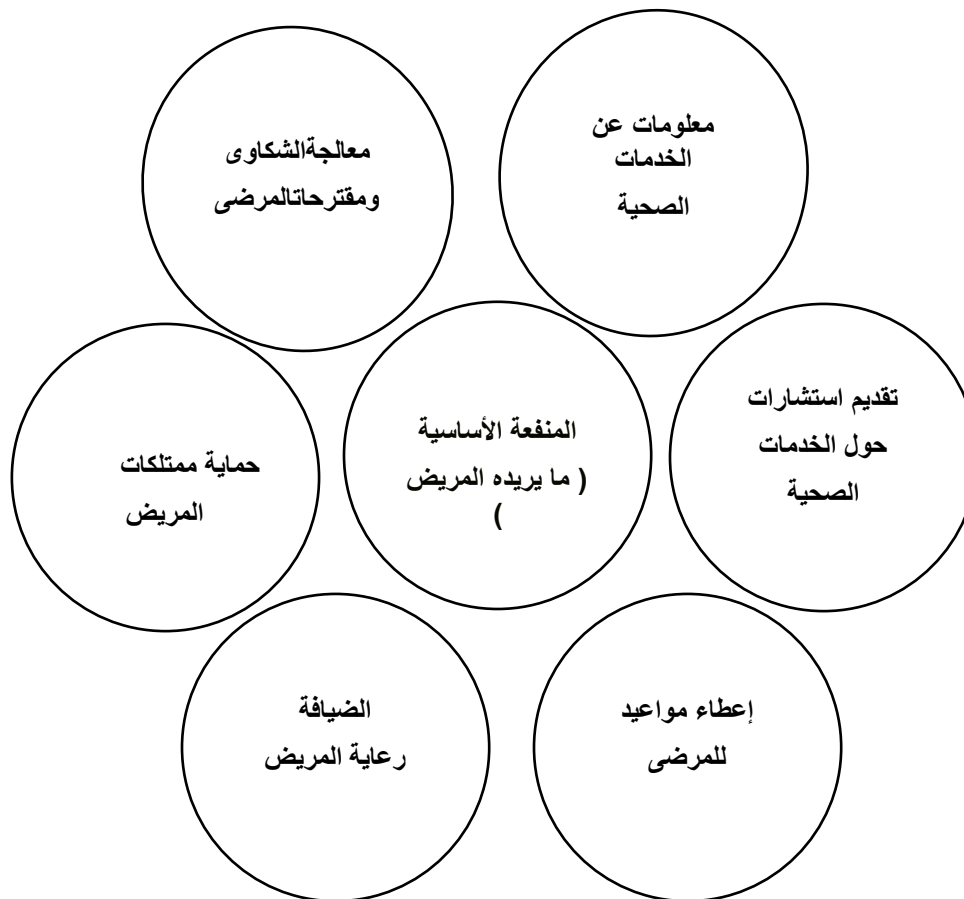 معلومات عن
الخدمات
الصحية
معالجةالشكاوى
ومقترحاتالمرضى
تقديم استشارات
حول الخدمات
الصحية
المنفعة الأساسية
( ما يريده المريض
)
حماية ممتلكات
المريض
إعطاء مواعيد
للمرضى
الضيافة
رعاية المريض